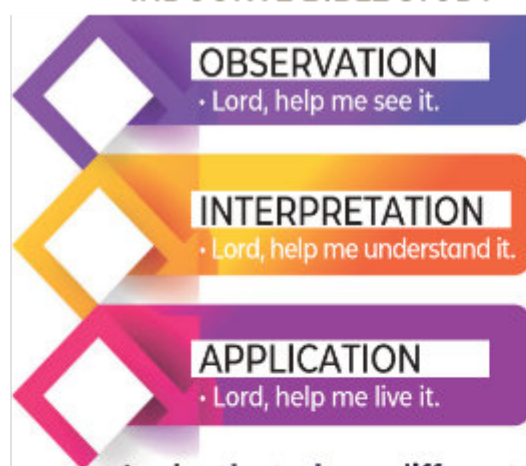 OBSERVATION
• Lord, help me see it.
INTERPRETATION
• Lord, help me understand it.
APPLICATION
• Lord, help me live it.